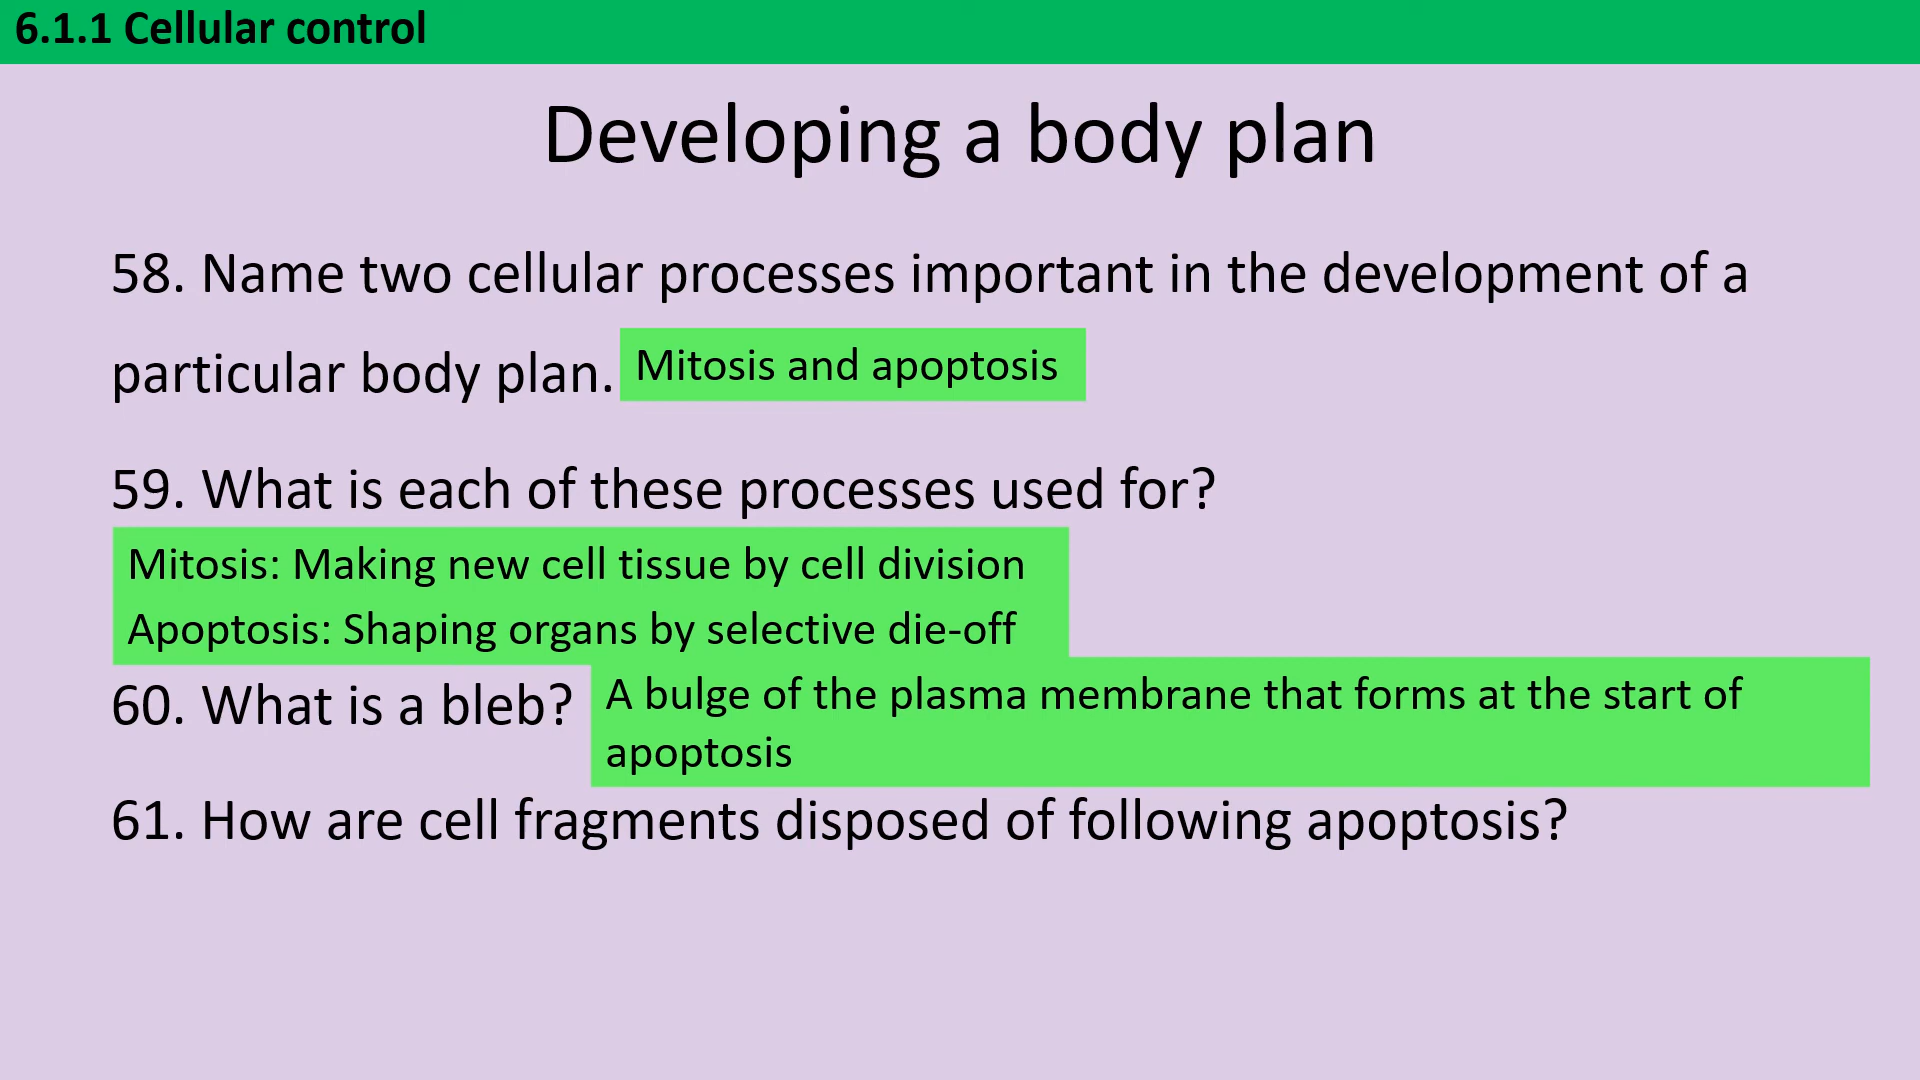 6.1.1 Cellular control
Developing a body plan
58. Name two cellular processes important in the development of a
particular body plan.
Mitosis and apoptosis
59. What is each of these processes used for?
Mitosis: Making new cell tissue by cell division
Apoptosis: Shaping organs by selective die-off
60. What is a bleb?
A bulge of the plasma membrane that forms at the start of
apoptosis
61. How are cell fragments disposed of following apoptosis?